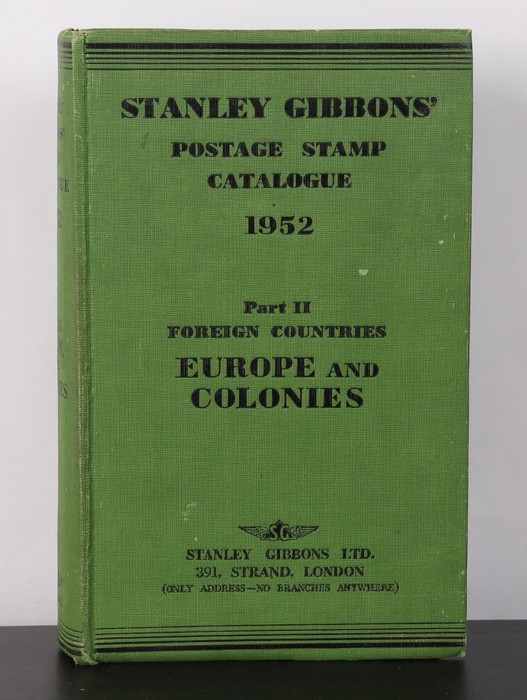 STANLEY GIBBONS'
POSTAGE STAMP
CATALOGUE
1952
Part II
FOREIGN COUNTRIES
EUROPE AND
COLONIES
SG
STANLEY GIBBONS LTD.
391, STRAND, LONDON
(ONLY ADDRESS—NO BRANCHES ANYWHERE)